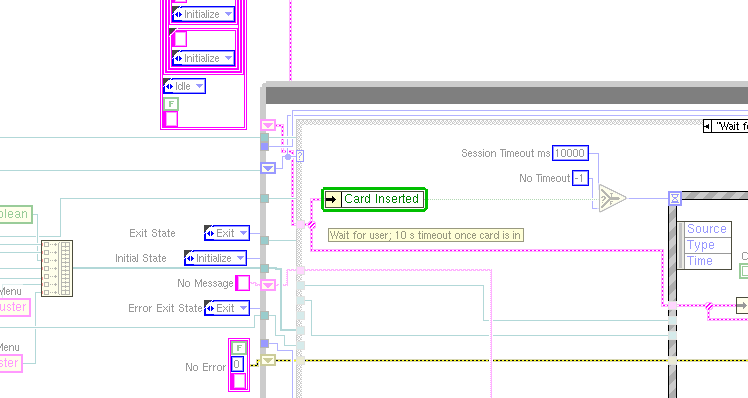 Initialize
Initialize
Idle
F
"Wait f
Session Timeout ms 10000
No Timeout -1
?
Card Inserted
olean
Source
Type
Time
Exit State Exit
Wait for user; 10 s timeout once card is in
Initial State Initialize
No Message
Menu
uster
Error Exit State Exit
Menu
ster
F
No Error 0